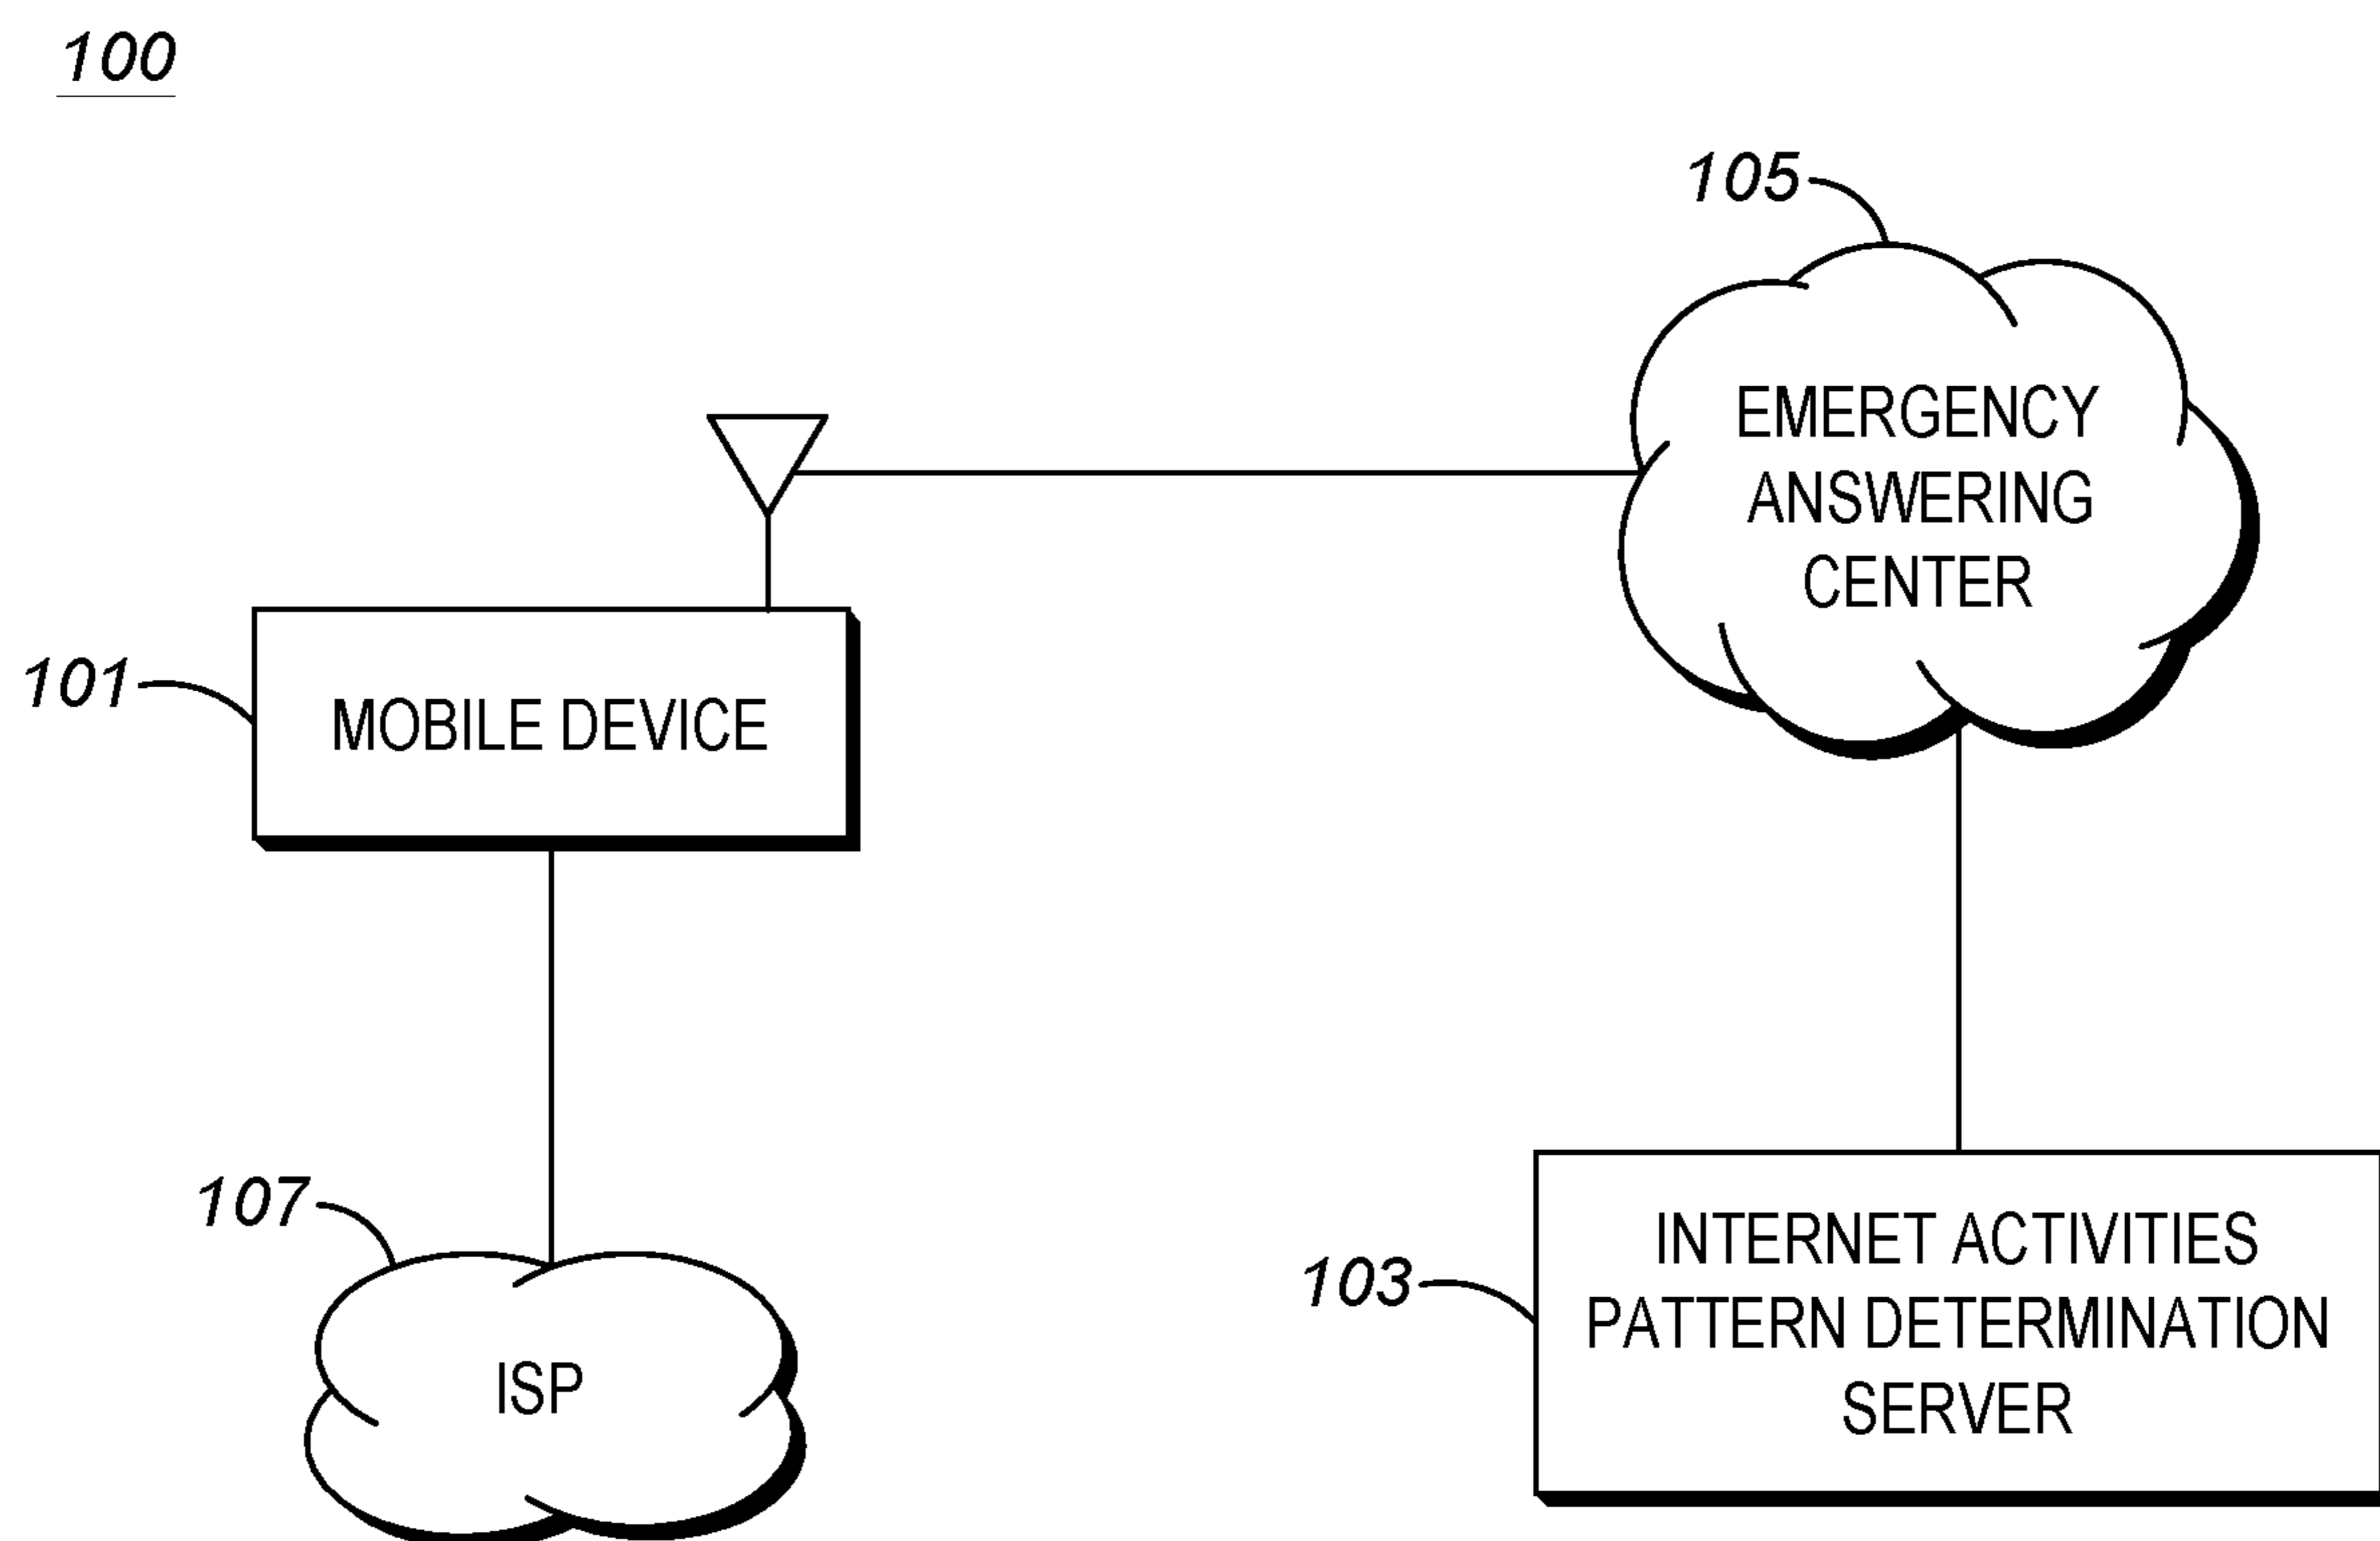 100
105
EMERGENCY
ANSWERING
CENTER
101
MOBILE DEVICE
107
ISP
103
INTERNET ACTIVITIES
PATTERN DETERMINATION
SERVER